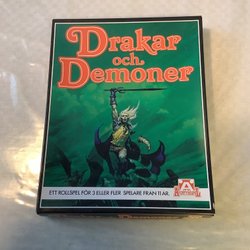 Drakar
och
Demoner
ETT ROLLSPEL FÖR 3 ELLER FLER SPELARE FRÅN 11 ÅR.